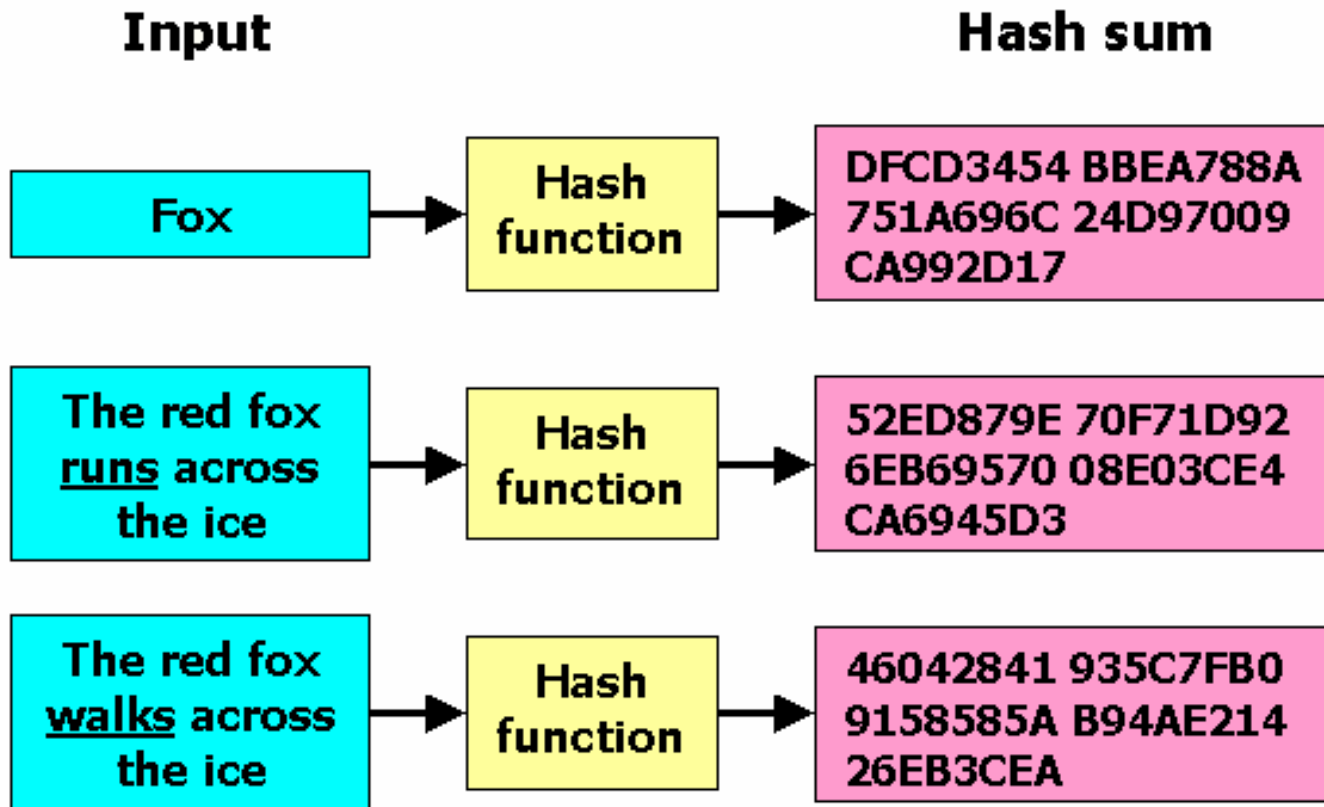 Input
Hash sum
Fox
Hash
function
DFCD3454 BBEA788A
751A696C 24D97009
CA992D17
The red fox
runs across
the ice
Hash
function
52ED879E 70F71D92
6EB69570 08E03CE4
CA6945D3
The red fox
walks across
the ice
Hash
function
46042841 935C7FB0
9158585A B94AE214
26EB3CEA